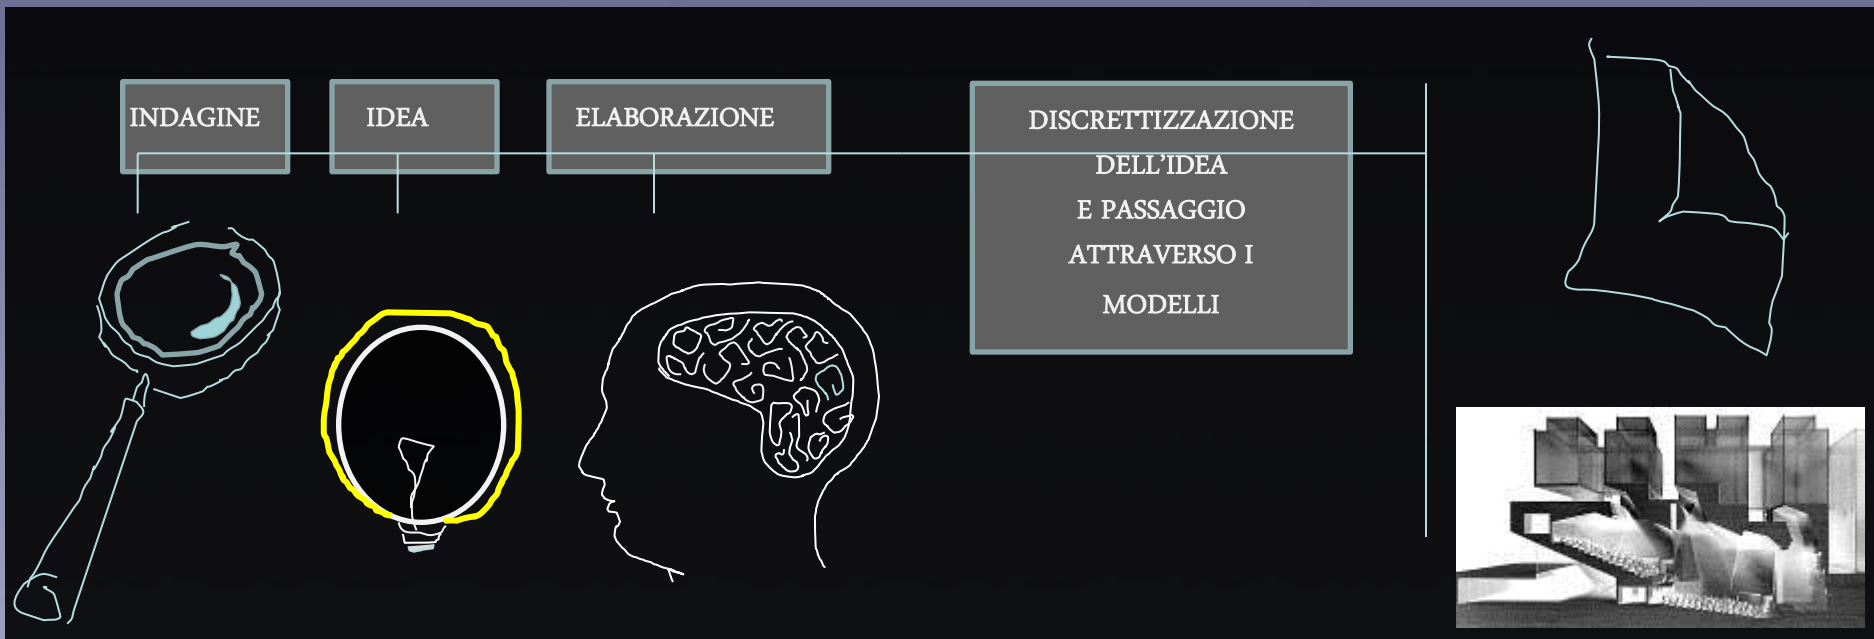 INDAGINE
IDEA
ELABORAZIONE
DISCRETTIZZAZIONE
DELL'IDEA
E PASSAGGIO
ATTRAVERSO I
MODELLI